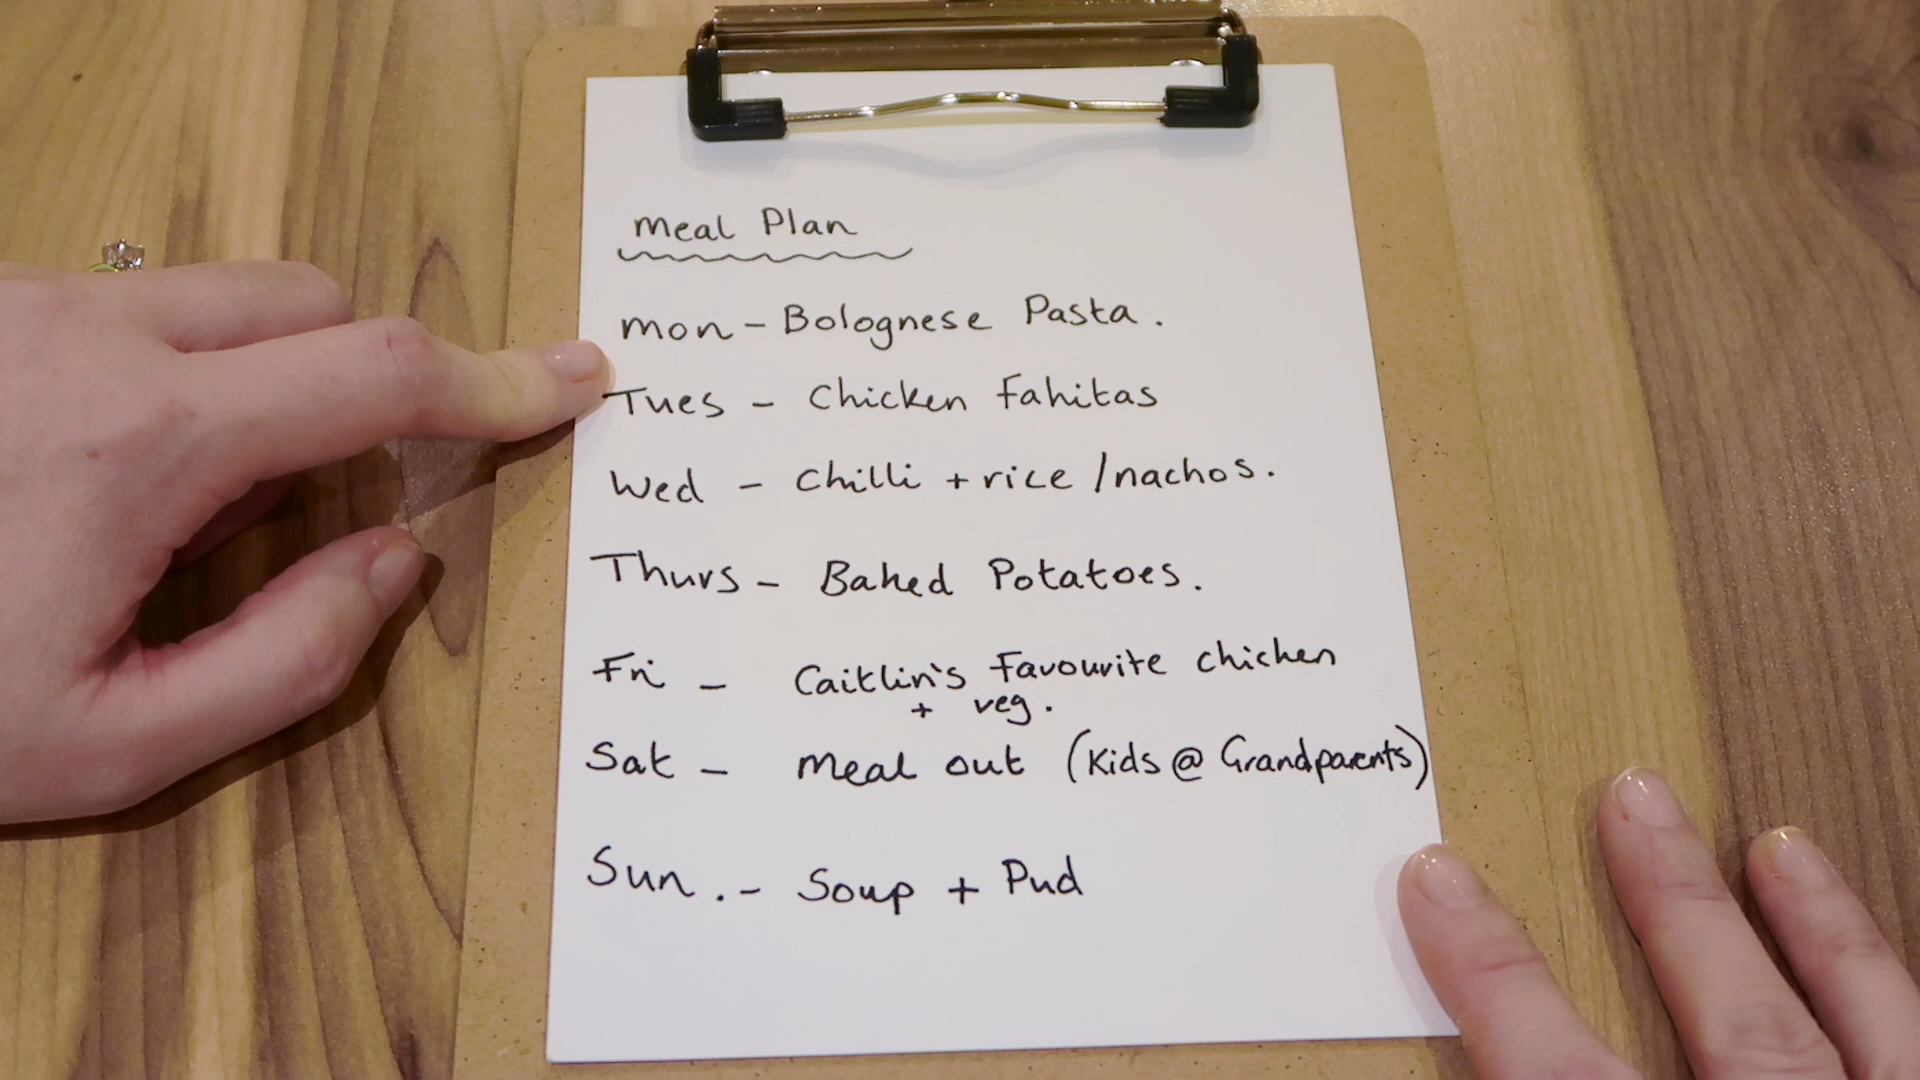 Meal Plan
Mon - Bolognese Pasta.
Tues - Chicken Fahitas
Wed - Chilli + rice / nachos.
Thurs - Baked Potatoes.
Fri - Caitlin's Favourite chicken
+ veg.
Sat - Meal out (Kids @ Grandparents)
Sun. - Soup + Pud